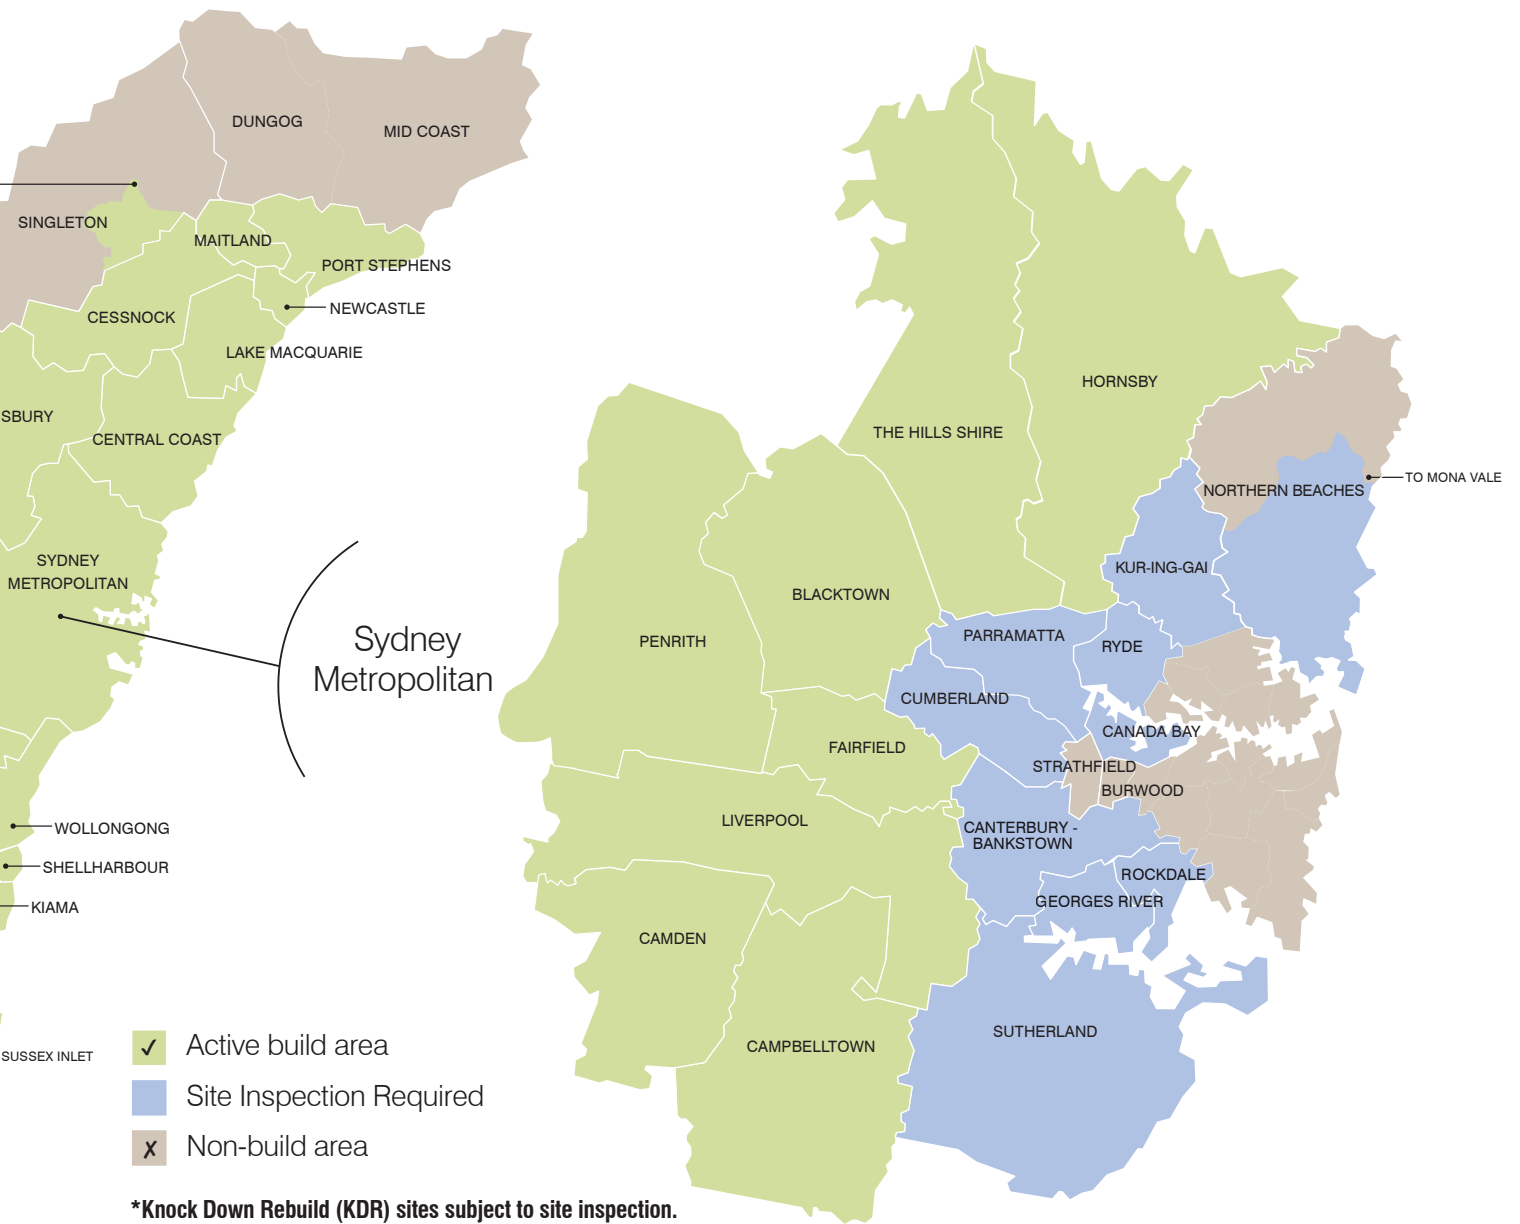 DUNGOG
MID COAST
SINGLETON
MAITLAND
PORT STEPHENS
NEWCASTLE
CESSNOCK
LAKE MACQUARIE
SBURY
CENTRAL COAST
SYDNEY
METROPOLITAN
WOLLONGONG
SHELLHARBOUR
KIAMA
SUSSEX INLET
Sydney
Metropolitan
HORNSBY
THE HILLS SHIRE
TO MONA VALE
NORTHERN BEACHES
KUR-ING-GAI
BLACKTOWN
PENRITH
PARRAMATTA
RYDE
CUMBERLAND
CANADA BAY
FAIRFIELD
STRATHFIELD
BURWOOD
LIVERPOOL
CANTERBURY -
BANKSTOWN
ROCKDALE
GEORGES RIVER
CAMDEN
SUTHERLAND
CAMPBELLTOWN
✓ Active build area
Site Inspection Required
✗ Non-build area
*Knock Down Rebuild (KDR) sites subject to site inspection.